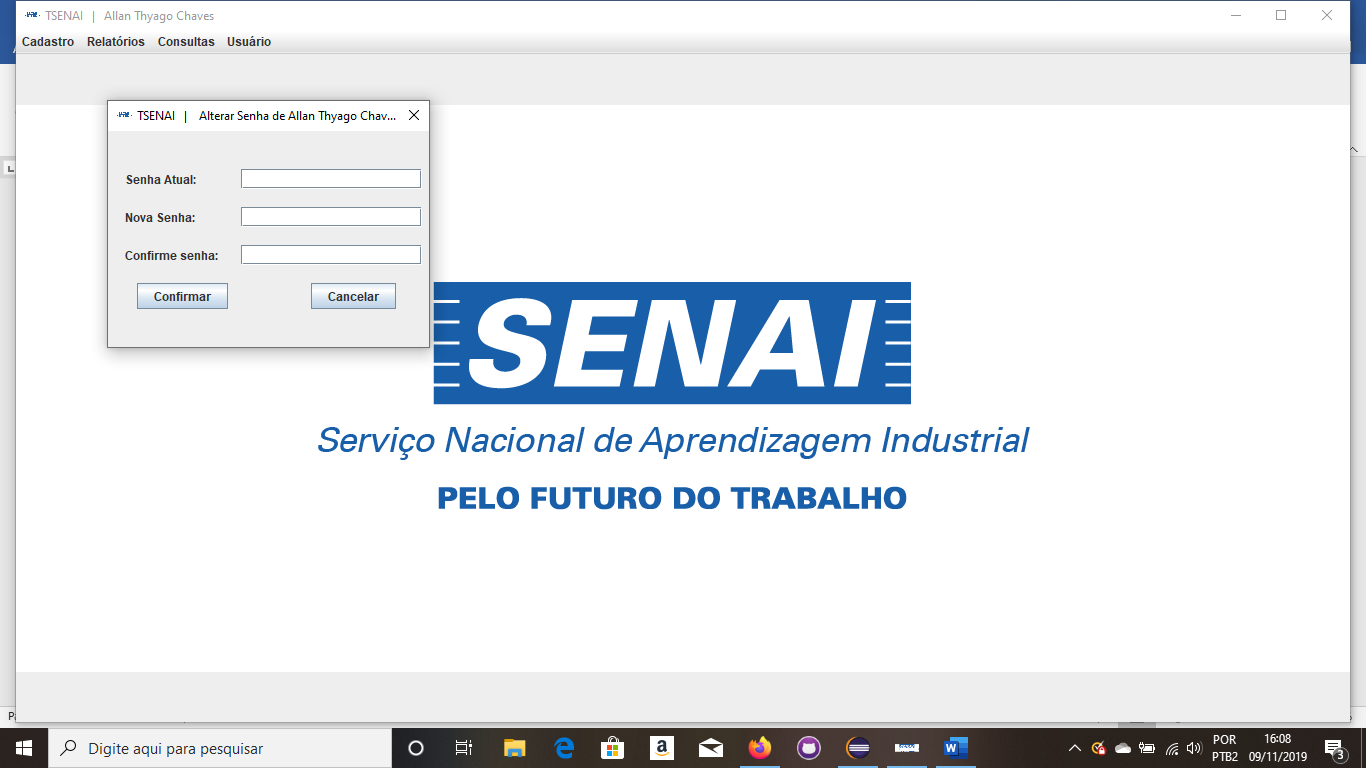 TSENAI | Allan Thyago Chaves
Cadastro Relatórios Consultas Usuário
TSENAI | Alterar Senha de Allan Thyago Chav...
Senha Atual:
Nova Senha:
Confirme senha:
Confirmar Cancelar
SENAI
Serviço Nacional de Aprendizagem Industrial
PELO FUTURO DO TRABALHO
Digite aqui para pesquisar
POR 16:08
PTB2 09/11/2019 3